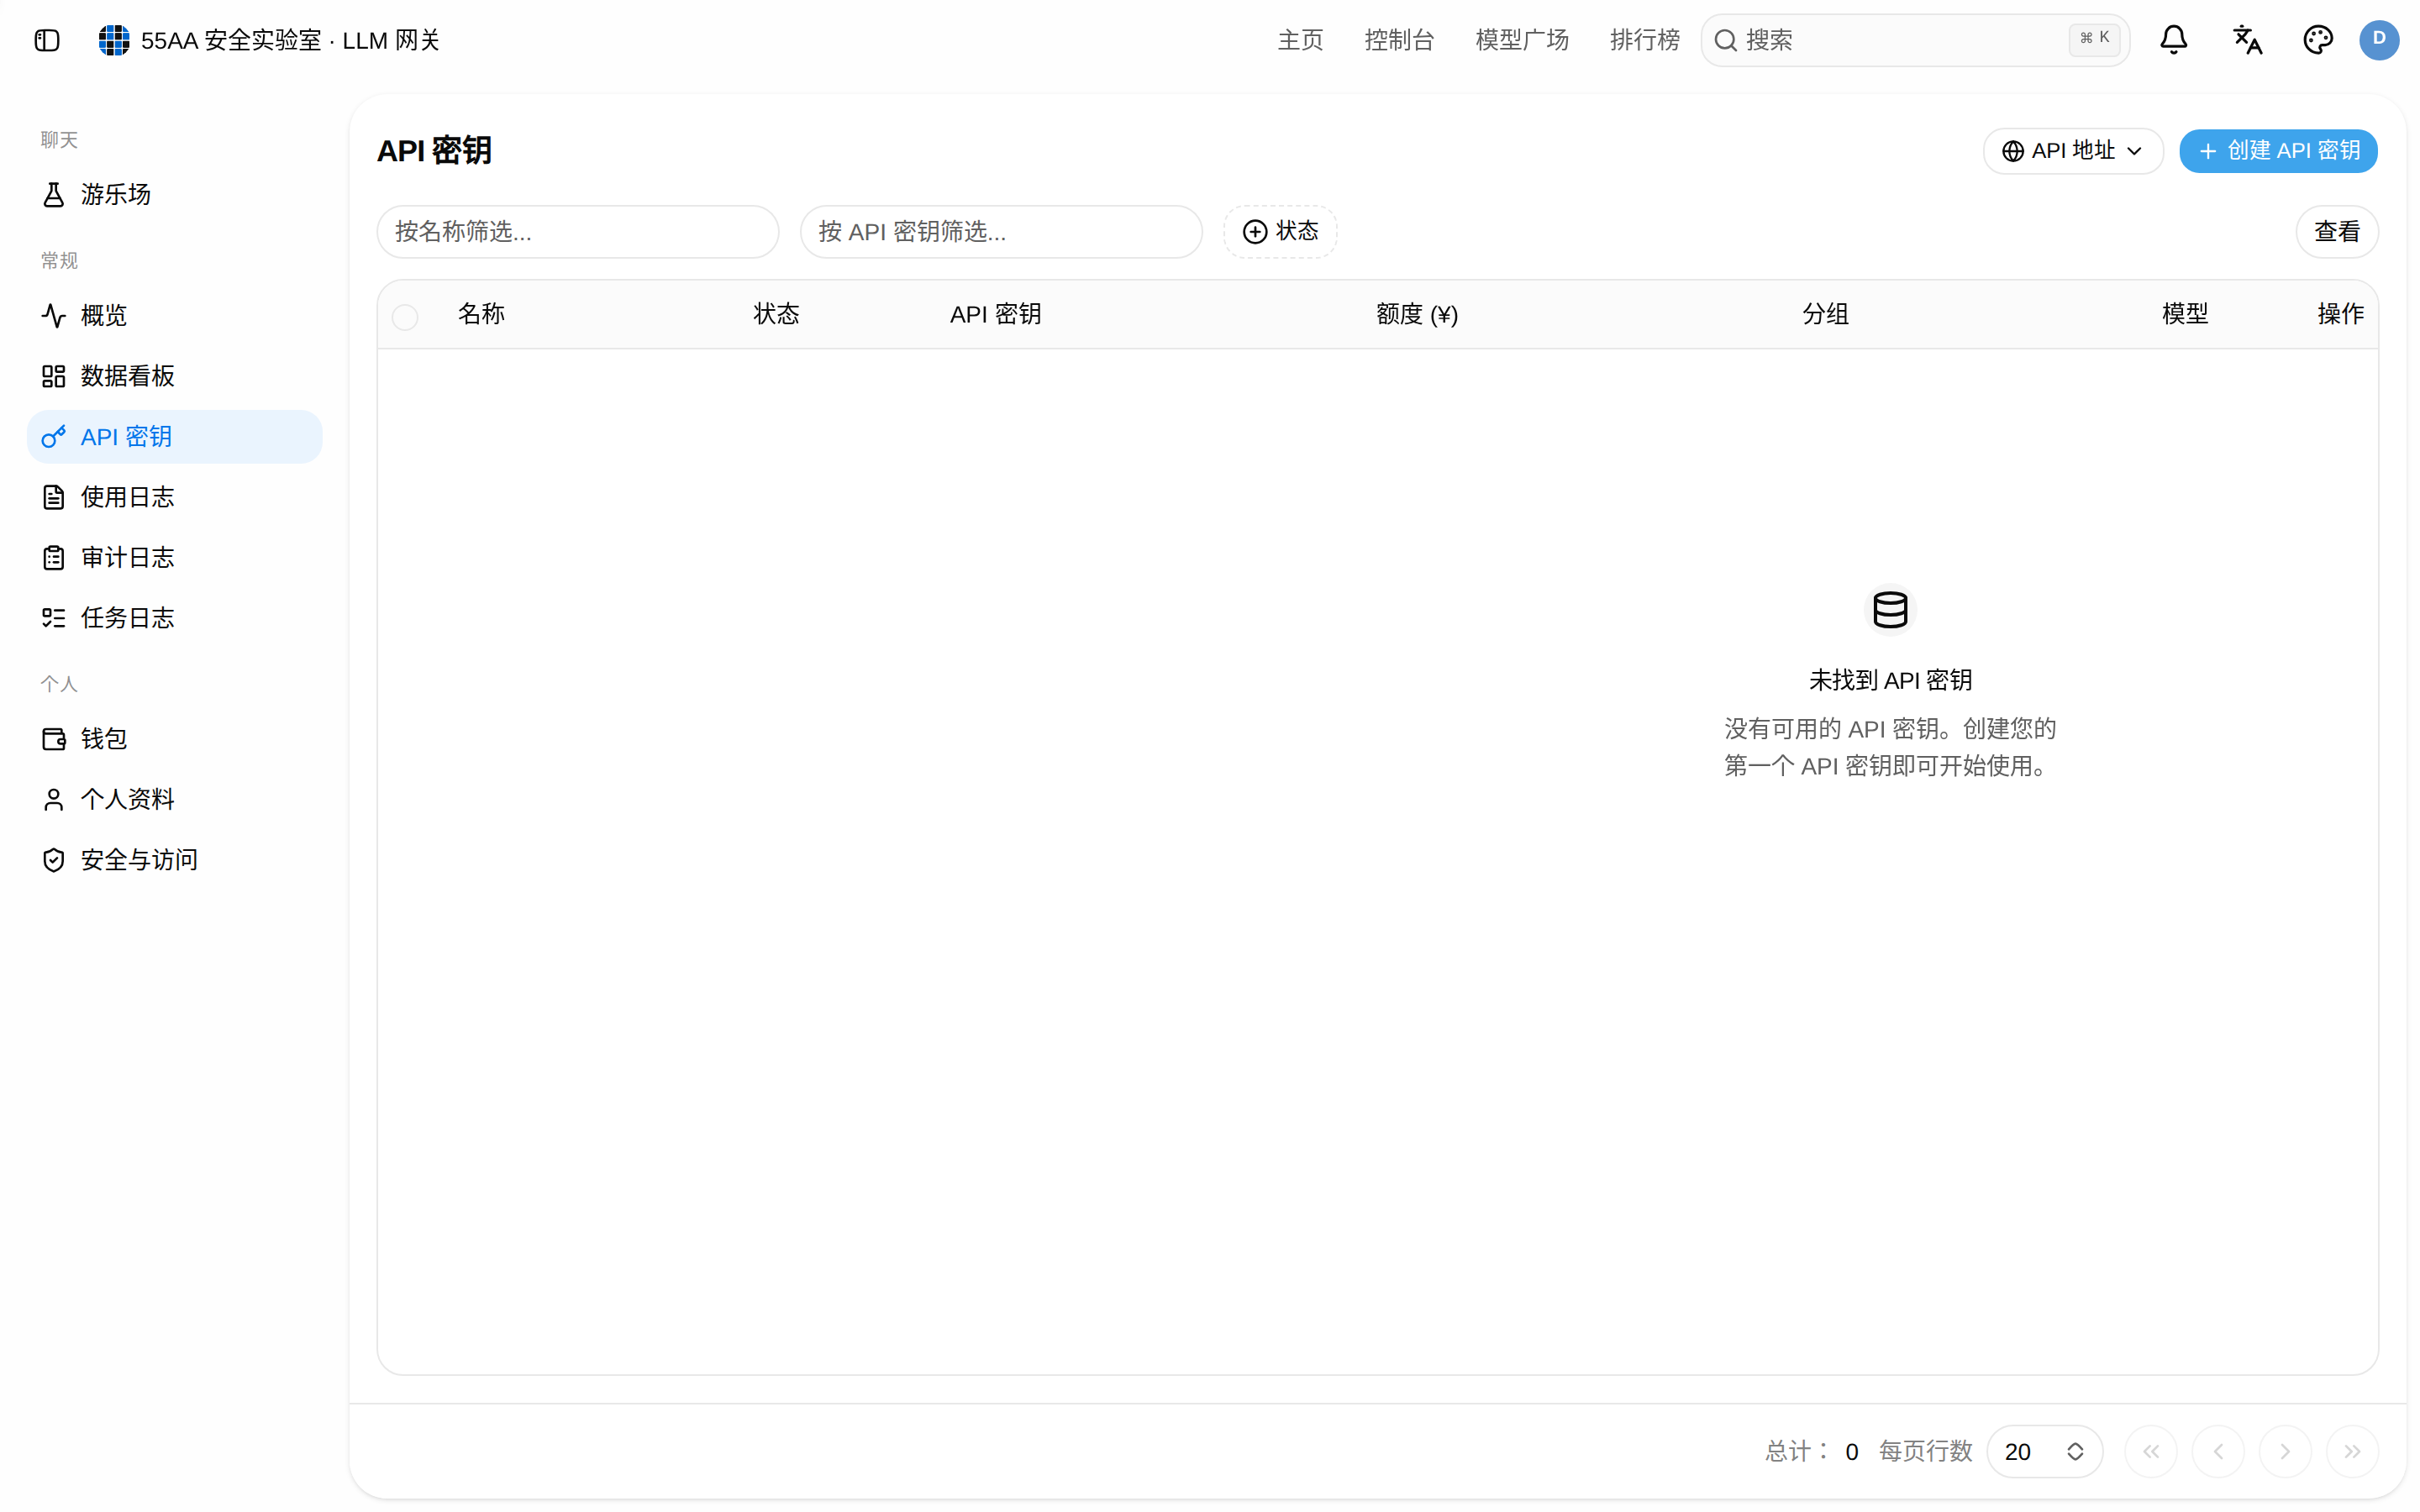 55AA 安全实验室 · LLM 网关
主页 控制台 模型广场 排行榜 搜索 ⌘ K D
聊天
游乐场
常规
概览
数据看板
API 密钥
使用日志
审计日志
任务日志
个人
钱包
个人资料
安全与访问
API 密钥
API 地址 创建 API 密钥
按名称筛选... 按 API 密钥筛选... 状态 查看
名称 状态 API 密钥 额度 (¥) 分组 模型 操作
未找到 API 密钥
没有可用的 API 密钥。创建您的
第一个 API 密钥即可开始使用。
总计： 0 每页行数 20